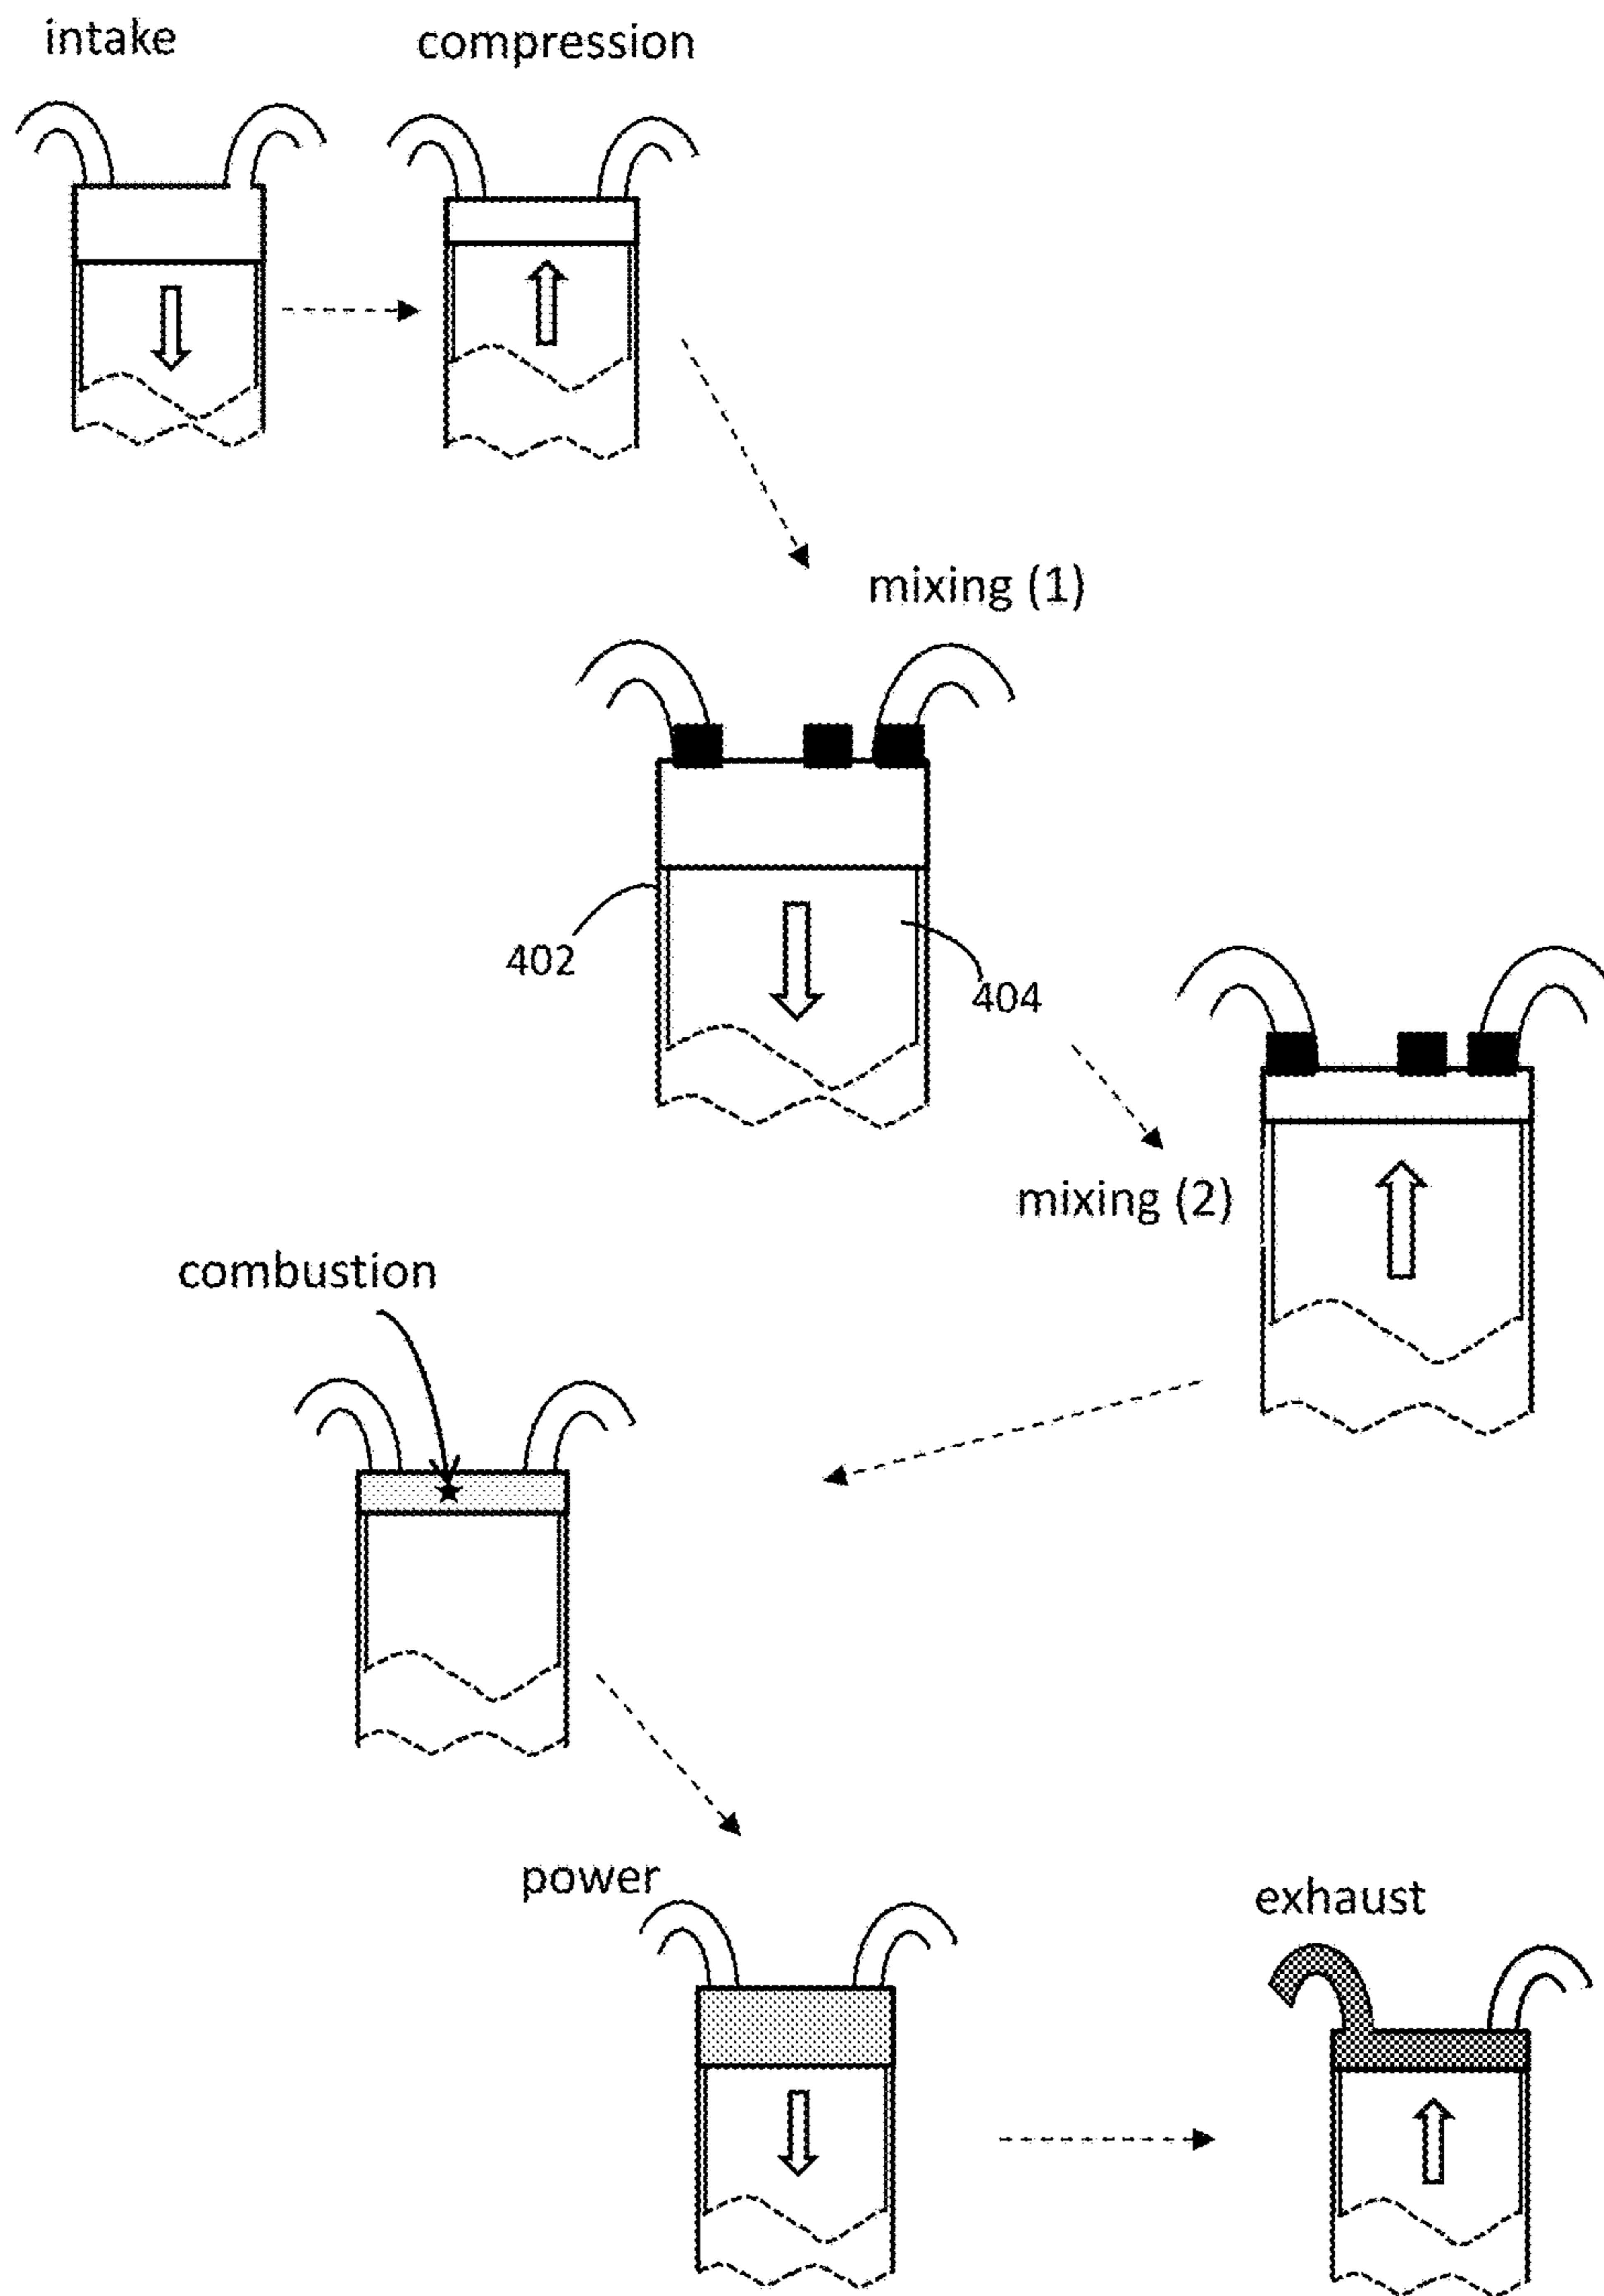 intake
compression
mixing (1)
402
404
mixing (2)
combustion
power
exhaust